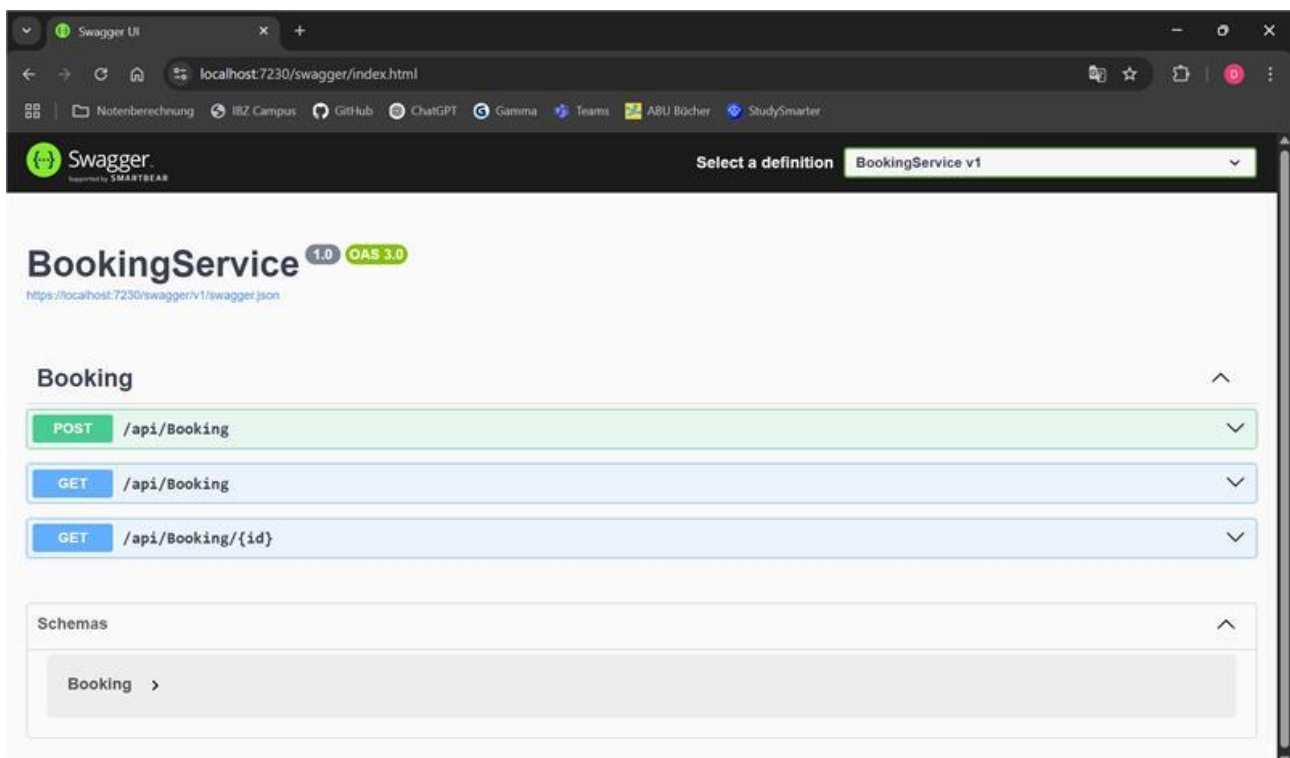 Swagger UI
localhost:7230/swagger/index.html
Notenberechnung IBZ Campus GitHub ChatGPT Gamma Teams ABU Bücher StudySmarter
Swagger. Select a definition BookingService v1
Supported by SMARTBEAR
BookingService 1.0 OAS 3.0
https://localhost:7230/swagger/v1/swagger.json
Booking
POST /api/Booking
GET /api/Booking
GET /api/Booking/{id}
Schemas
Booking